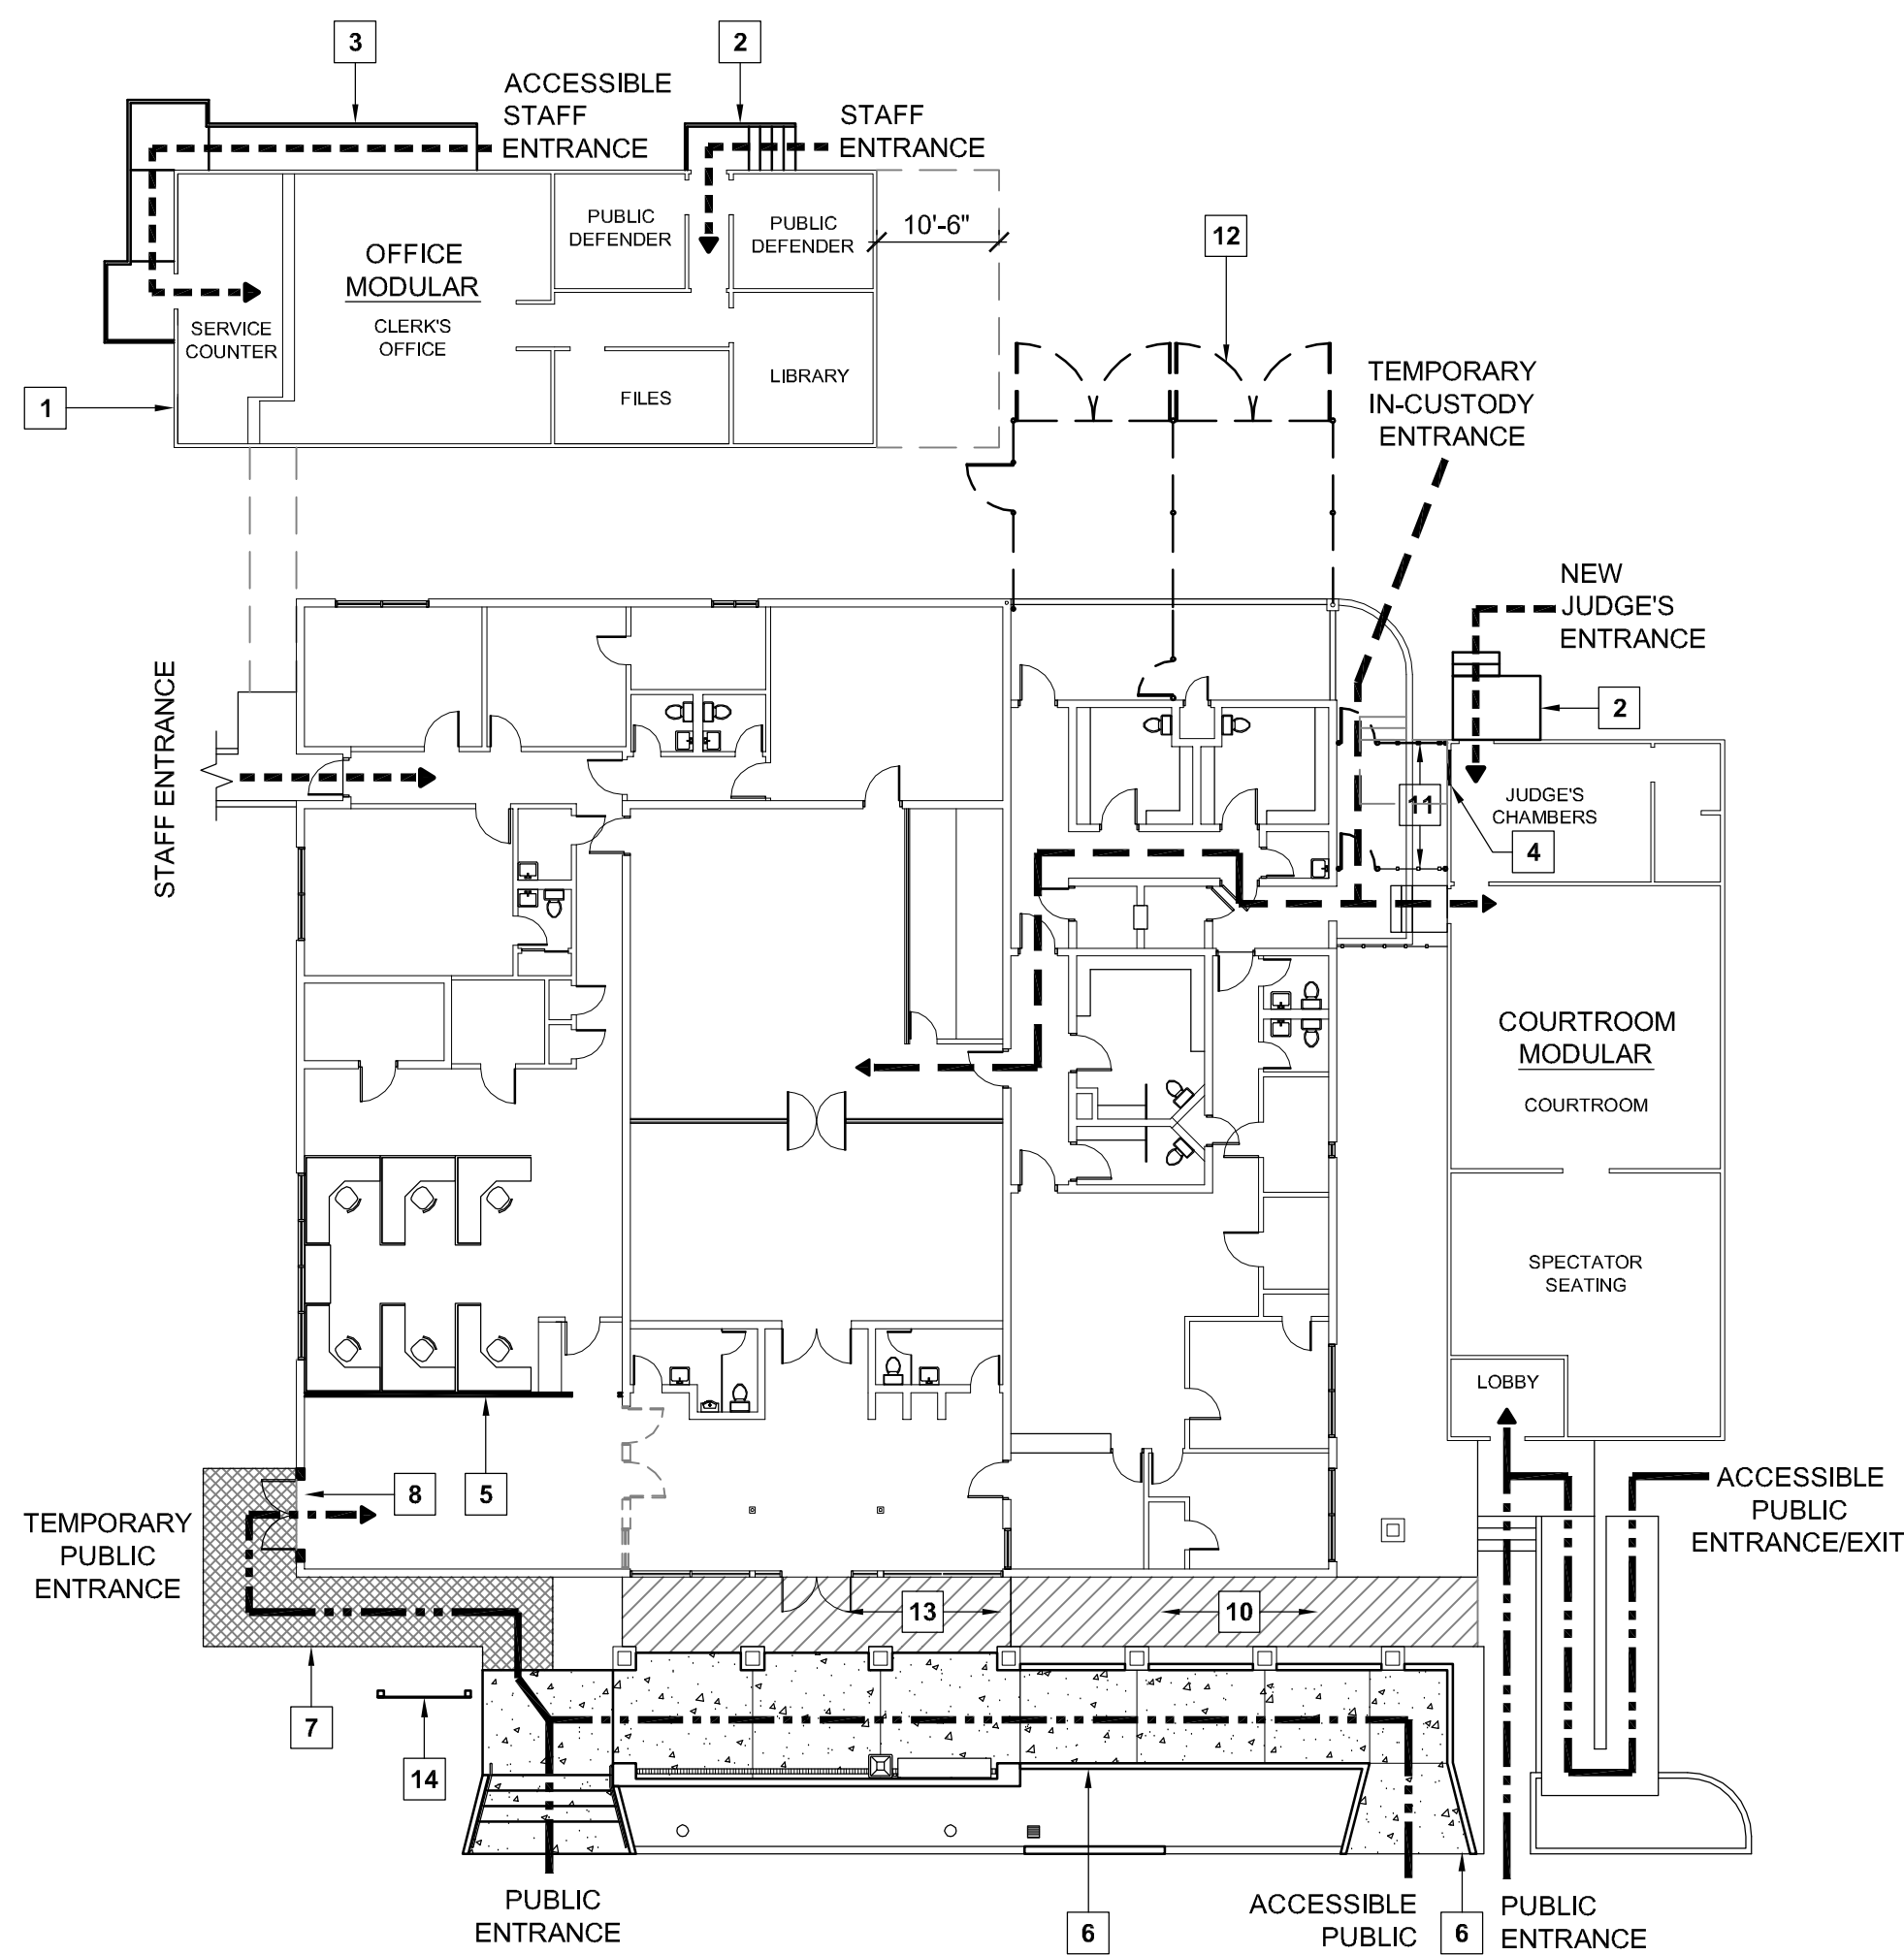 3
2
ACCESSIBLE
STAFF
ENTRANCE
STAFF
ENTRANCE
PUBLIC
DEFENDER
PUBLIC
DEFENDER
10'-6"
12
OFFICE
MODULAR
CLERK'S
OFFICE
SERVICE
COUNTER
1
FILES
LIBRARY
TEMPORARY
IN-CUSTODY
ENTRANCE
NEW
JUDGE'S
ENTRANCE
STAFF ENTRANCE
2
11
JUDGE'S
CHAMBERS
4
COURTROOM
MODULAR
COURTROOM
SPECTATOR
SEATING
LOBBY
8
5
TEMPORARY
PUBLIC
ENTRANCE
ACCESSIBLE
PUBLIC
ENTRANCE/EXIT
13
10
7
14
PUBLIC
ENTRANCE
6
ACCESSIBLE
PUBLIC
6
PUBLIC
ENTRANCE